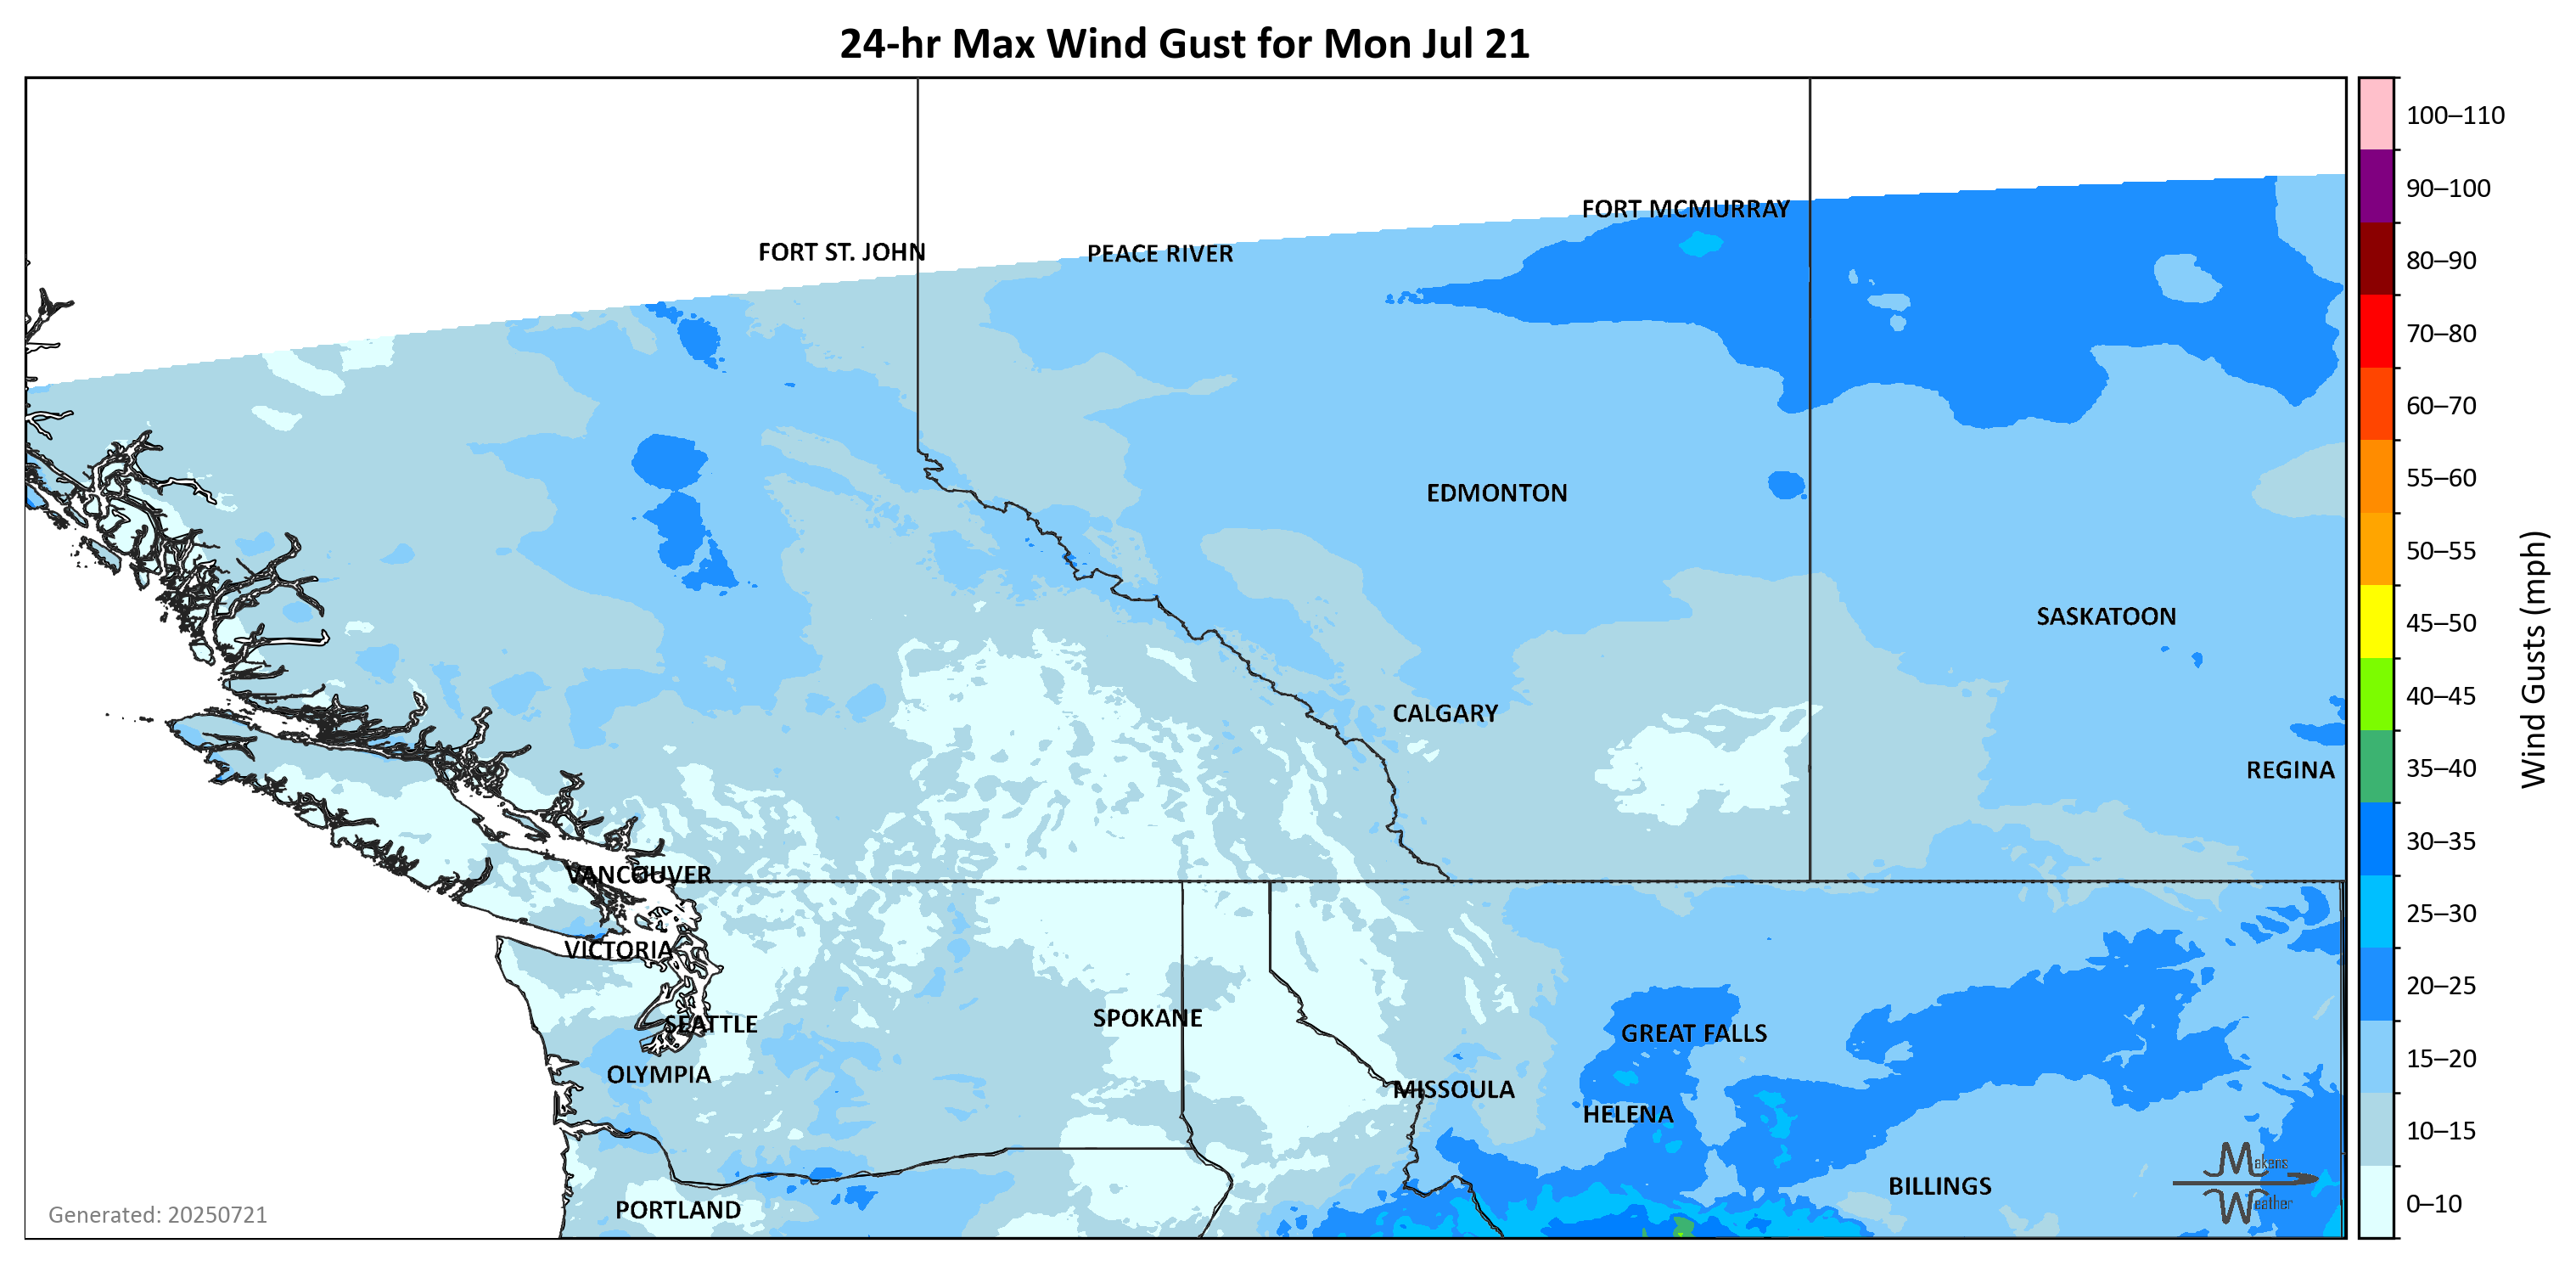 24-hr Max Wind Gust for Mon Jul 21
100–110
90–100
80–90
70–80
60–70
55–60
50–55
45–50
40–45
35–40
30–35
25–30
20–25
15–20
10–15
0–10
Wind Gusts (mph)
FORT MCMURRAY
FORT ST. JOHN
PEACE RIVER
EDMONTON
SASKATOON
CALGARY
REGINA
VANCOUVER
VICTORIA
SEATTLE
SPOKANE
GREAT FALLS
OLYMPIA
MISSOULA
HELENA
BILLINGS
PORTLAND
Makens
Weather
Generated: 20250721